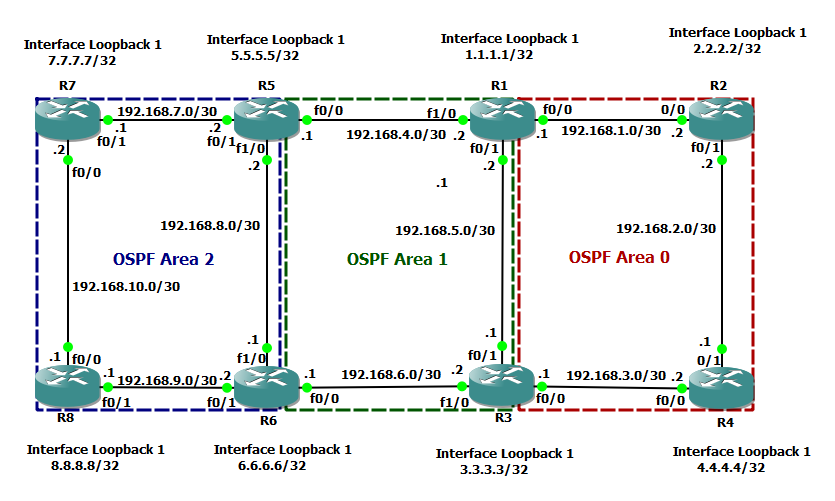 Interface Loopback 1
7.7.7.7/32
Interface Loopback 1
5.5.5.5/32
Interface Loopback 1
1.1.1.1/32
Interface Loopback 1
2.2.2.2/32
R7
R5
R1
R2
192.168.7.0/30
.1
f0/1
.2
f0/0
.2
f0/1
f1/0
.2
f0/0
.1
192.168.4.0/30
f1/0
.2
f0/0
.1
f0/1
.2
192.168.1.0/30
0/0
.2
f0/1
.2
.1
192.168.8.0/30
192.168.5.0/30
192.168.2.0/30
OSPF Area 2
OSPF Area 1
OSPF Area 0
192.168.10.0/30
.1
f0/0
.1
f0/1
192.168.9.0/30
.2
f0/1
.1
f1/0
.1
f0/0
192.168.6.0/30
.2
f1/0
.1
f0/1
.1
f0/0
192.168.3.0/30
.2
f0/0
.1
0/1
R8
R6
R3
R4
Interface Loopback 1
8.8.8.8/32
Interface Loopback 1
6.6.6.6/32
Interface Loopback 1
3.3.3.3/32
Interface Loopback 1
4.4.4.4/32